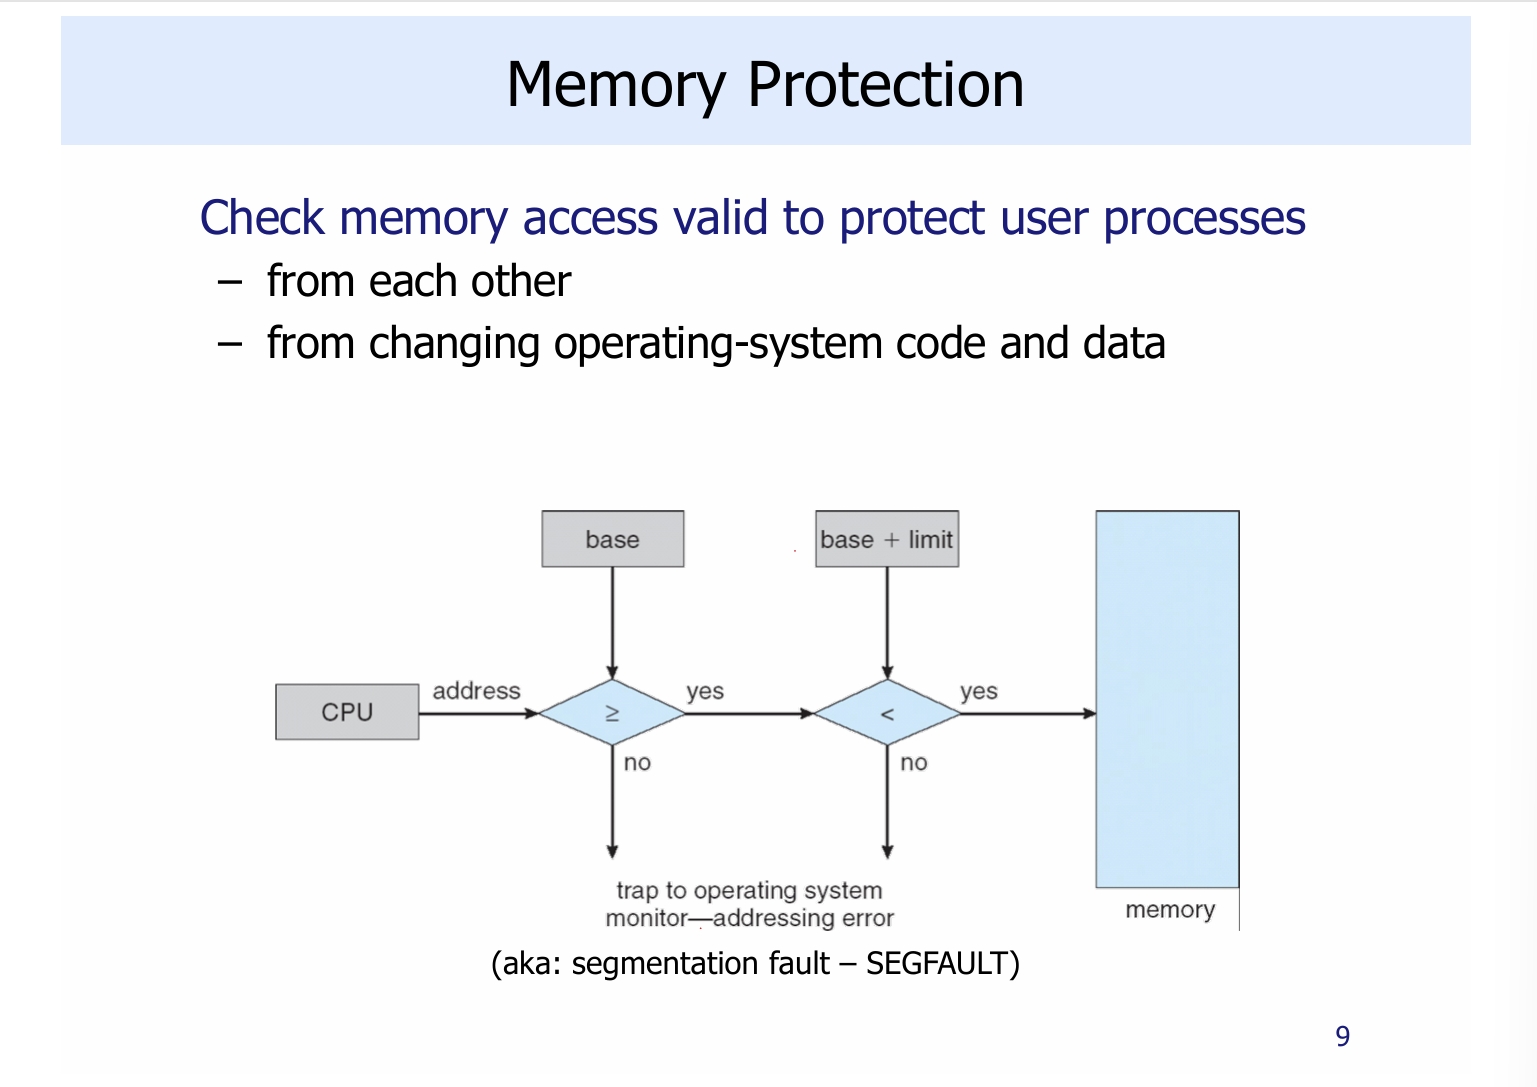 Memory Protection
Check memory access valid to protect user processes
– from each other
– from changing operating-system code and data
base
base + limit
CPU
address
≥
yes
<
yes
no
no
trap to operating system
monitor—addressing error
memory
(aka: segmentation fault – SEGFAULT)
9